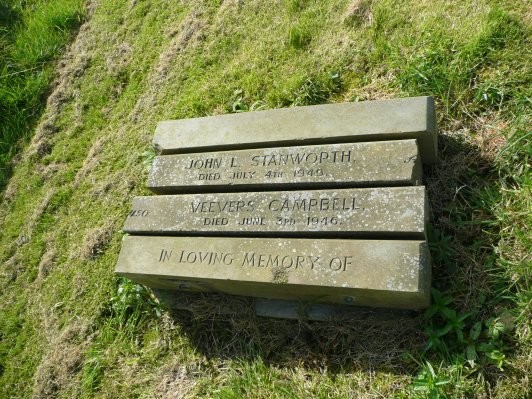 JOHN L. STANWORTH.
DIED JULY 4TH 1949.
VEEVERS CAMPBELL.
DIED JUNE 3RD 1946.
IN LOVING MEMORY OF